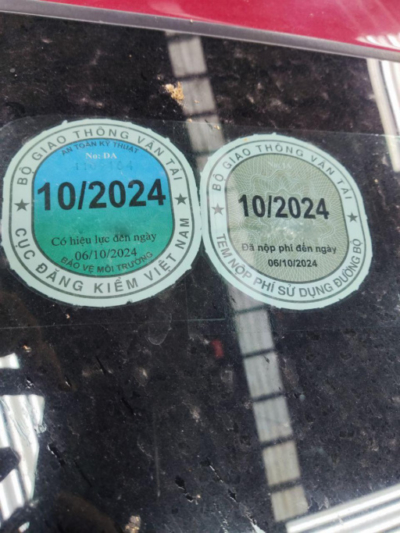 BỘ GIAO THÔNG VẬN TẢI
AN TOÀN KỸ THUẬT
No: DA
10/2024
Có hiệu lực đến ngày
06/10/2024
BẢO VỆ MÔI TRƯỜNG
CỤC ĐĂNG KIỂM VIỆT NAM
BỘ GIAO THÔNG VẬN TẢI
10/2024
Đã nộp phí đến ngày
06/10/2024
TEM NỘP PHÍ SỬ DỤNG ĐƯỜNG BỘ